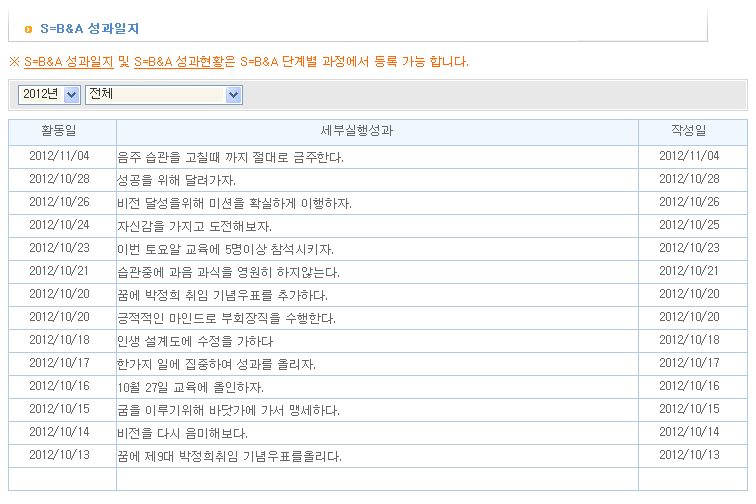 S=B&A 성과일지
※ S=B&A 성과일지 및 S=B&A 성과현황은 S=B&A 단계별 과정에서 등록 가능 합니다.
2012년 전체
활동일 세부실행성과 작성일
2012/11/04 음주 습관을 고칠때 까지 절대로 금주한다. 2012/11/04
2012/10/28 성공을 위해 달려가자. 2012/10/28
2012/10/26 비전 달성을위해 미션을 확실하게 이행하자. 2012/10/26
2012/10/24 자신감을 가지고 도전해보자. 2012/10/25
2012/10/23 이번 토요알 교육에 5명이상 참석시키자. 2012/10/23
2012/10/21 습관중에 과음 과식을 영원히 하지않는다. 2012/10/21
2012/10/20 꿈에 박정희 취임 기념우표를 추가하다. 2012/10/20
2012/10/20 긍적적인 마인드로 부회장직을 수행한다. 2012/10/20
2012/10/18 인생 설계도에 수정을 가하다 2012/10/18
2012/10/17 한가지 일에 집중하여 성과를 올리자. 2012/10/17
2012/10/16 10월 27일 교육에 올인하자. 2012/10/16
2012/10/15 굼을 이루기위해 바닷가에 가서 맹세하다. 2012/10/15
2012/10/14 비전을 다시 음미해보다. 2012/10/14
2012/10/13 꿈에 제9대 박정희취임 기념우표를올리다. 2012/10/13